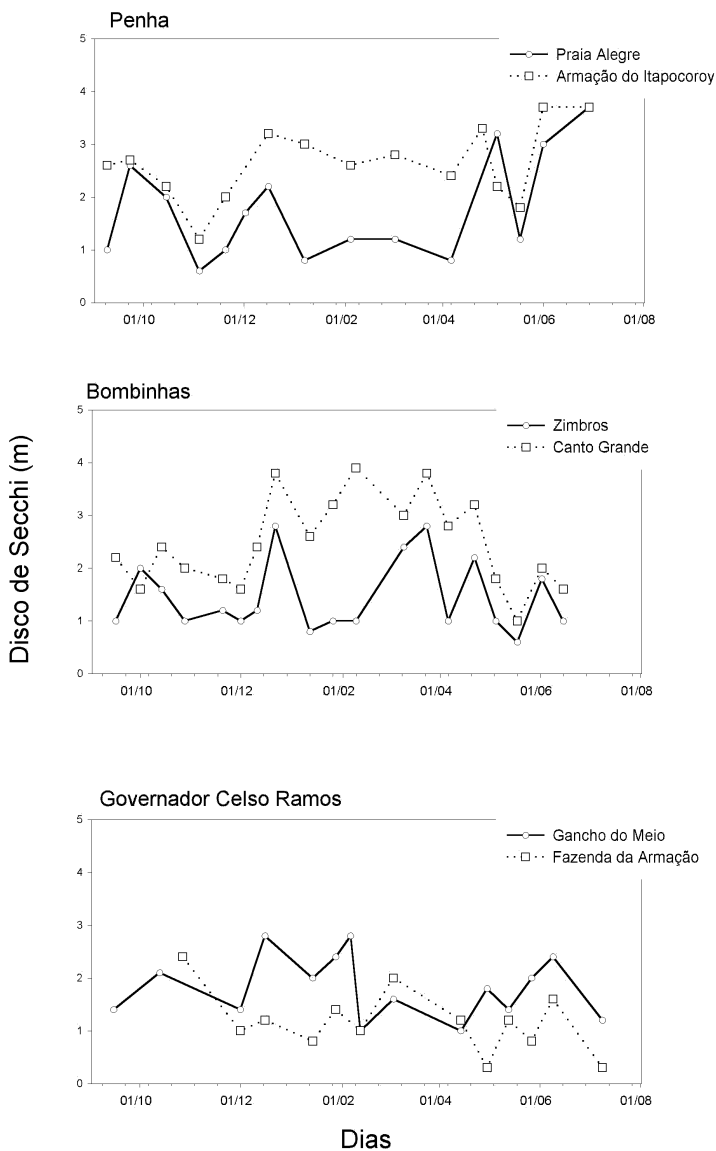 Penha
5
Praia Alegre
Armação do Itapocoroy
4
3
2
1
0
01/10 01/12 01/02 01/04 01/06 01/08
Bombinhas
5
Zimbros
Canto Grande
4
3
2
1
0
01/10 01/12 01/02 01/04 01/06 01/08
Disco de Secchi (m)
Governador Celso Ramos
5
Gancho do Meio
Fazenda da Armação
4
3
2
1
0
01/10 01/12 01/02 01/04 01/06 01/08
Dias